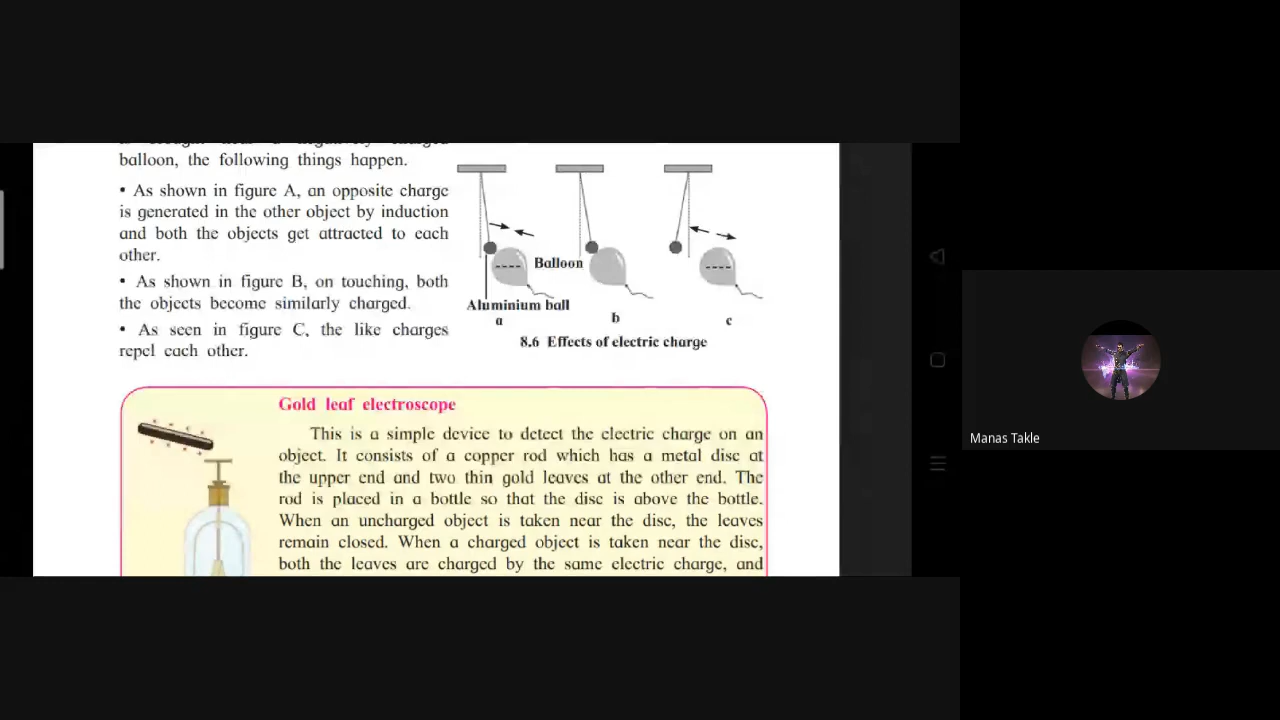 balloon, the following things happen.
• As shown in figure A, an opposite charge
is generated in the other object by induction
and both the objects get attracted to each
other.
• As shown in figure B, on touching, both
the objects become similarly charged.
• As seen in figure C, the like charges
repel each other.
Balloon
Aluminium ball
a
b
c
8.6 Effects of electric charge
Gold leaf electroscope
This is a simple device to detect the electric charge on an
object. It consists of a copper rod which has a metal disc at
the upper end and two thin gold leaves at the other end. The
rod is placed in a bottle so that the disc is above the bottle.
When an uncharged object is taken near the disc, the leaves
remain closed. When a charged object is taken near the disc,
both the leaves are charged by the same electric charge, and
Manas Takle